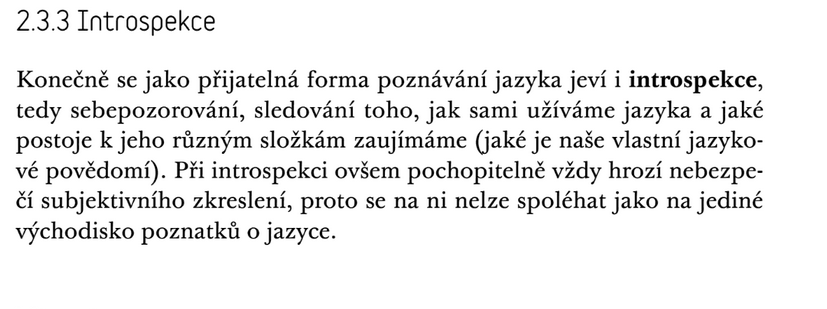 2.3.3 Introspekce
Konečně se jako přijatelná forma poznávání jazyka jeví i introspekce,
tedy sebepozorování, sledování toho, jak sami užíváme jazyka a jaké
postoje k jeho různým složkám zaujímáme (jaké je naše vlastní jazyko-
vé povědomí). Při introspekci ovšem pochopitelně vždy hrozí nebezpe-
čí subjektivního zkreslení, proto se na ni nelze spoléhat jako na jediné
východisko poznatků o jazyce.